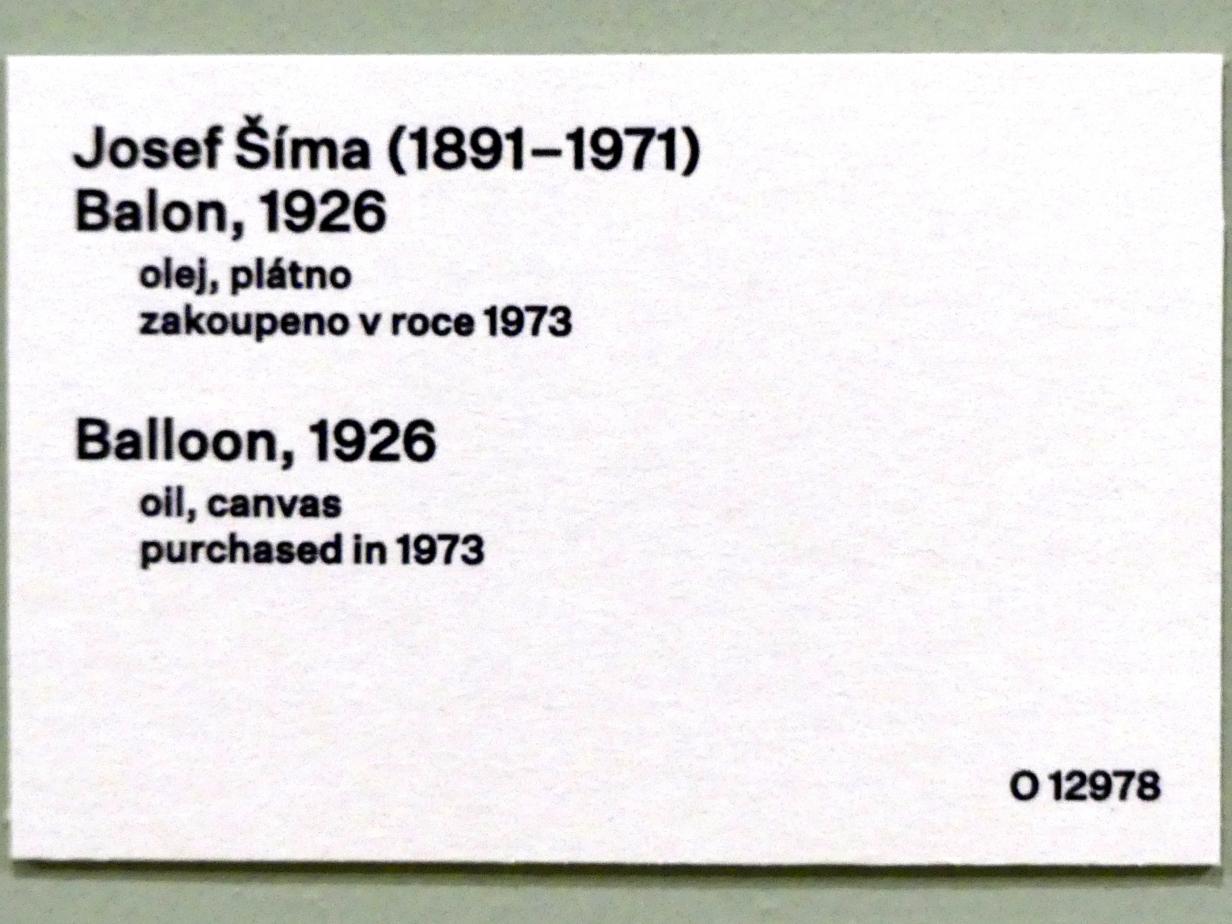 Josef Šíma (1891–1971)
Balon, 1926
olej, plátno
zakoupeno v roce 1973
Balloon, 1926
oil, canvas
purchased in 1973
O 12978